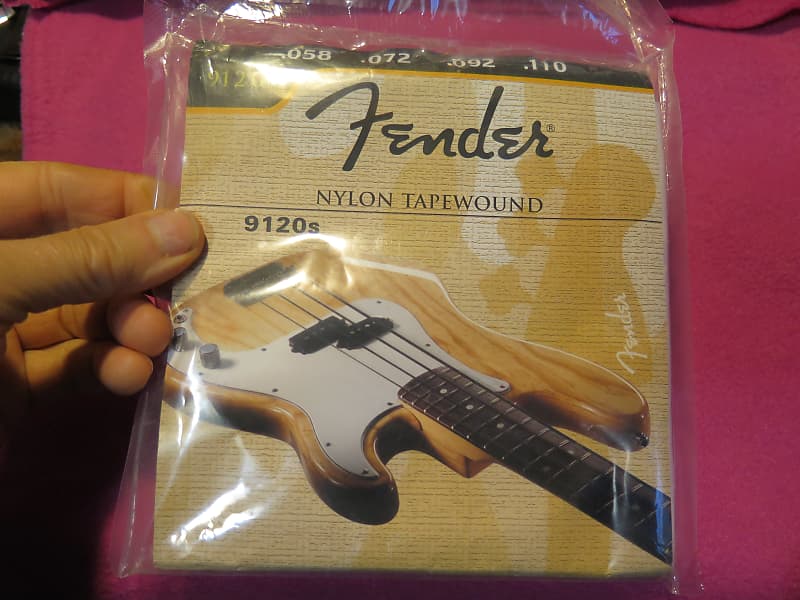 .058 .072 .092 .110
Fender®
NYLON TAPEWOUND
9120s
Fender